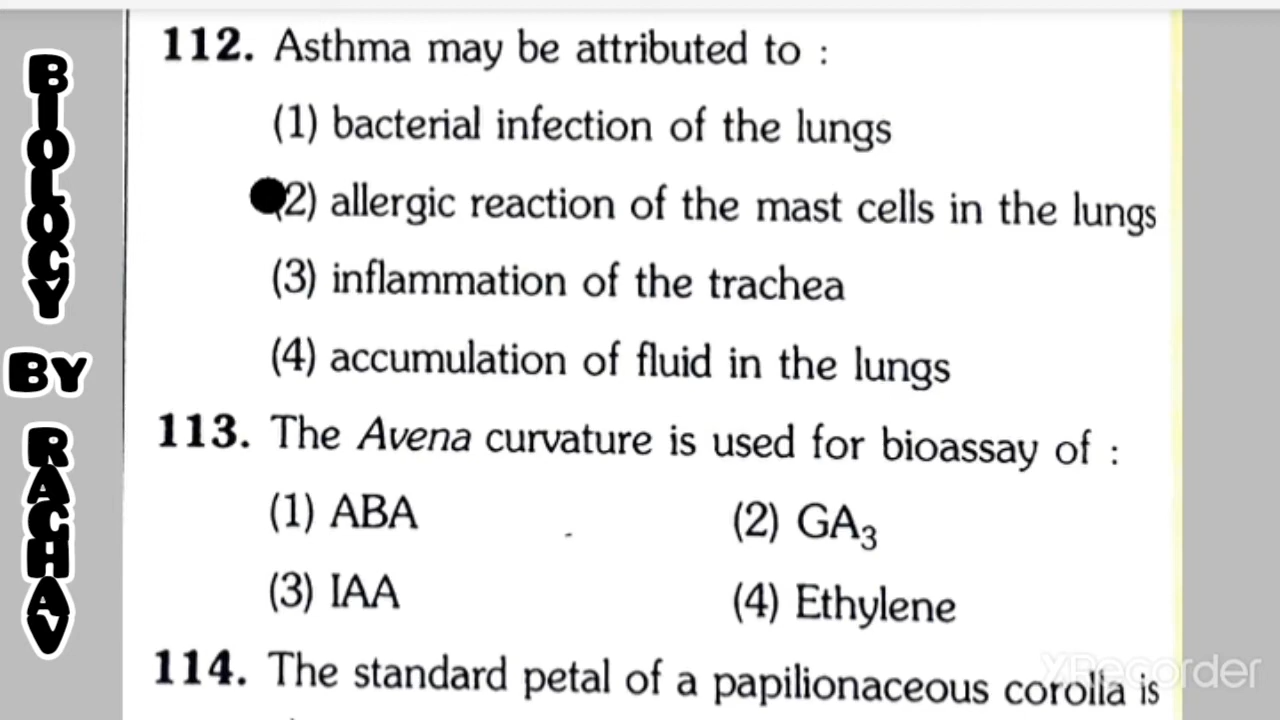 BIOLOGY
BY
RAGHAV
112. Asthma may be attributed to :
(1) bacterial infection of the lungs
(2) allergic reaction of the mast cells in the lungs
(3) inflammation of the trachea
(4) accumulation of fluid in the lungs
113. The Avena curvature is used for bioassay of :
(1) ABA (2) GA₃
(3) IAA (4) Ethylene
114. The standard petal of a papilionaceous corolla is
XRecorder